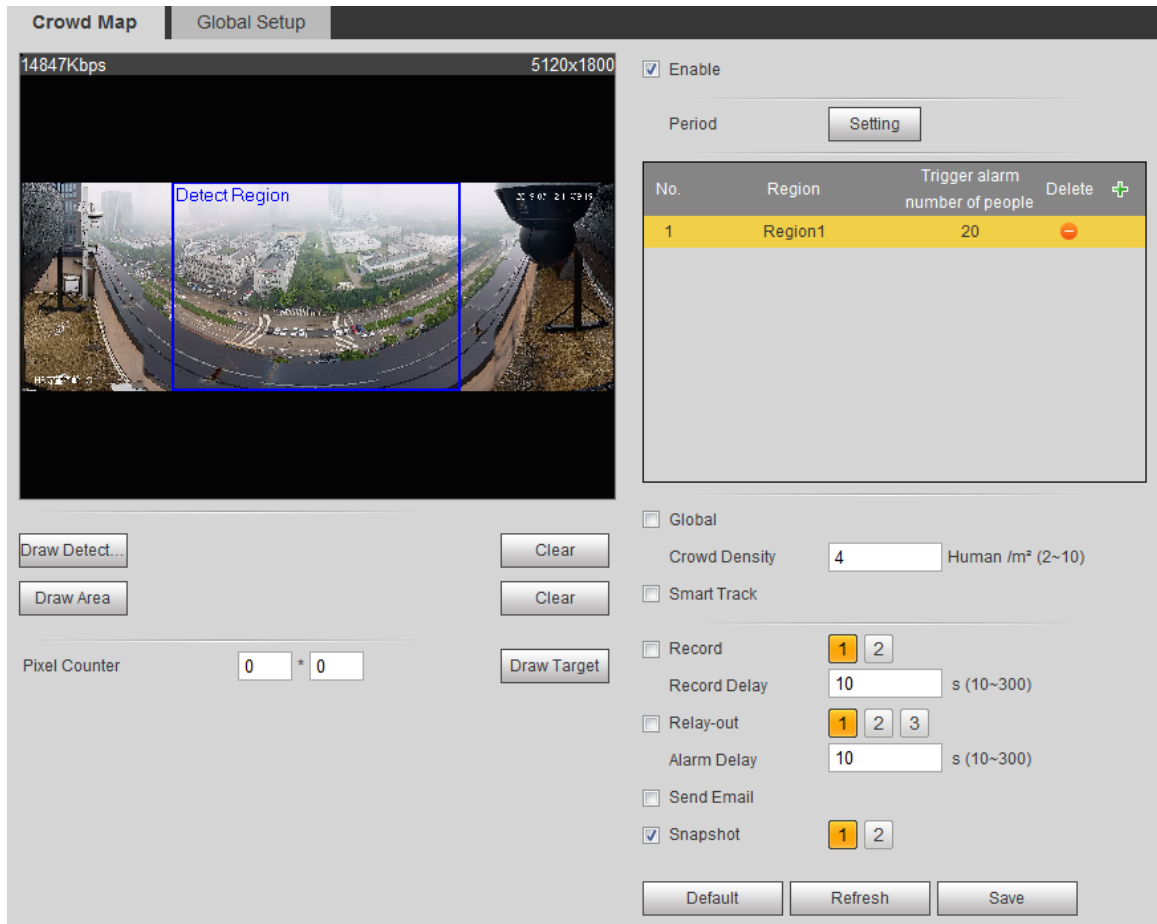 Crowd Map Global Setup
14847Kbps 5120x1800
Detect Region
Enable
Period Setting
No. Region Trigger alarm number of people Delete
1 Region1 20
Draw Detect... Clear
Draw Area Clear
Pixel Counter 0 * 0 Draw Target
Global
Crowd Density 4 Human /m² (2~10)
Smart Track
Record 1 2
Record Delay 10 s (10~300)
Relay-out 1 2 3
Alarm Delay 10 s (10~300)
Send Email
Snapshot 1 2
Default Refresh Save